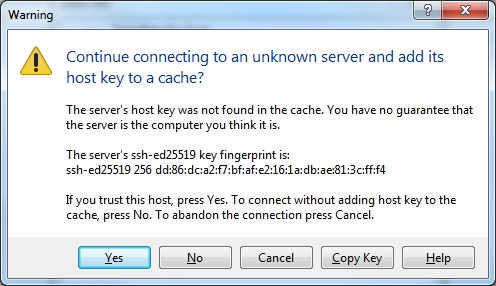 Warning
Continue connecting to an unknown server and add its
host key to a cache?
The server's host key was not found in the cache. You have no guarantee that
the server is the computer you think it is.
The server's ssh-ed25519 key fingerprint is:
ssh-ed25519 256 dd:86:dc:a2:f7:bf:af:e2:16:1a:db:ae:81:3c:ff:f4
If you trust this host, press Yes. To connect without adding host key to the
cache, press No. To abandon the connection press Cancel.
Yes No Cancel Copy Key Help